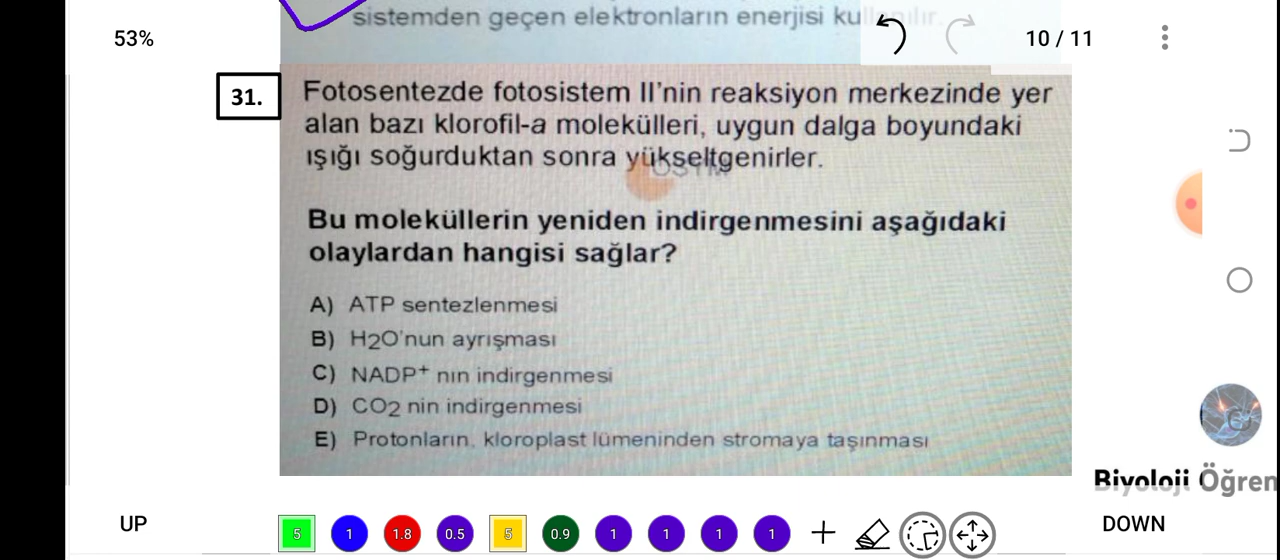 sistemden geçen elektronların enerjisi kullanılır.
53%
10 / 11
31.
Fotosentezde fotosistem II'nin reaksiyon merkezinde yer
alan bazı klorofil-a molekülleri, uygun dalga boyundaki
ışığı soğurduktan sonra yükseltgenirler.
Bu moleküllerin yeniden indirgenmesini aşağıdaki
olaylardan hangisi sağlar?
A) ATP sentezlenmesi
B) H2O'nun ayrışması
C) NADP+ nın indirgenmesi
D) CO2 nin indirgenmesi
E) Protonların, kloroplast lümeninden stromaya taşınması
Biyoloji Öğren
UP
5 1 1.8 0.5 5 0.9 1 1 1 1
DOWN